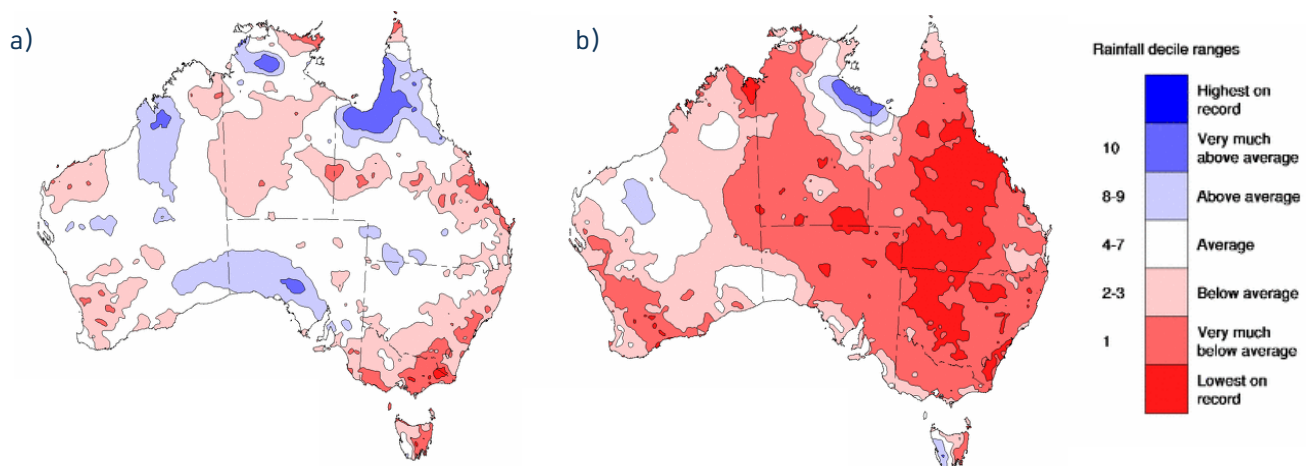 a)
b)
Rainfall decile ranges
Highest on
record
10
Very much
above average
8-9
Above average
4-7
Average
2-3
Below average
1
Very much
below average
Lowest on
record